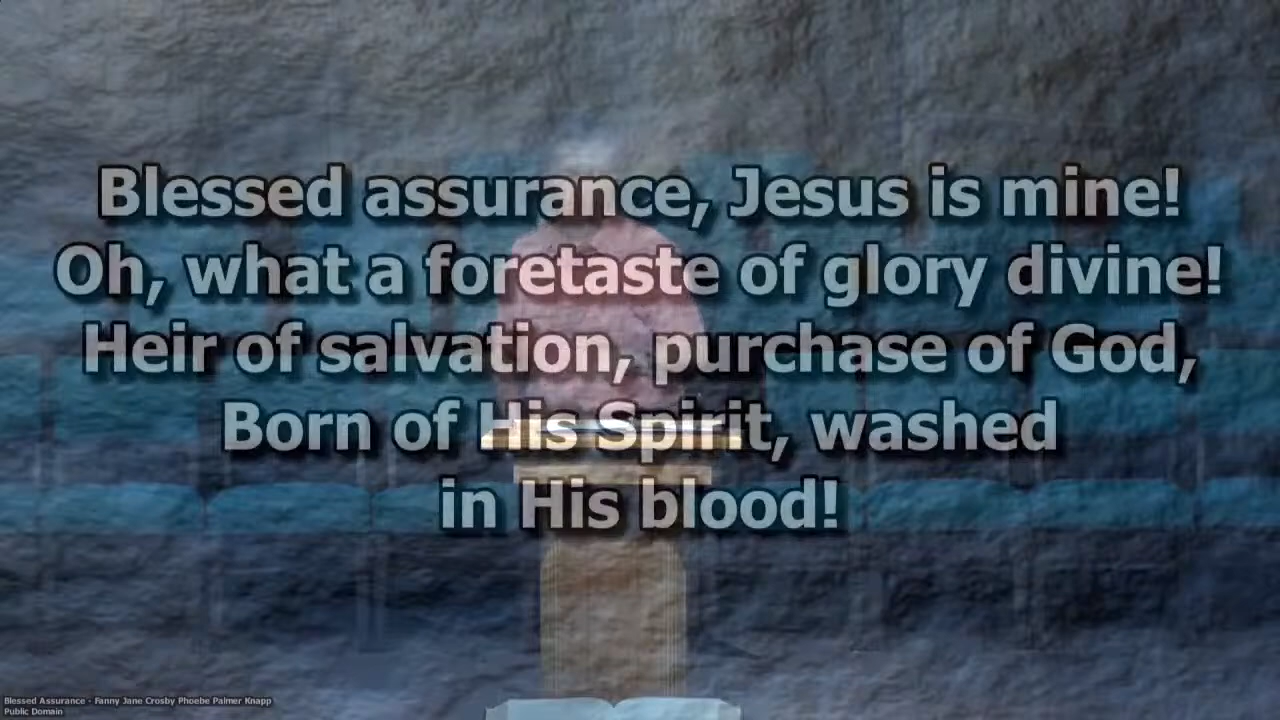 Blessed assurance, Jesus is mine!
Oh, what a foretaste of glory divine!
Heir of salvation, purchase of God,
Born of His Spirit, washed
in His blood!
Blessed Assurance - Fanny Jane Crosby Phoebe Palmer Knapp
Public Domain